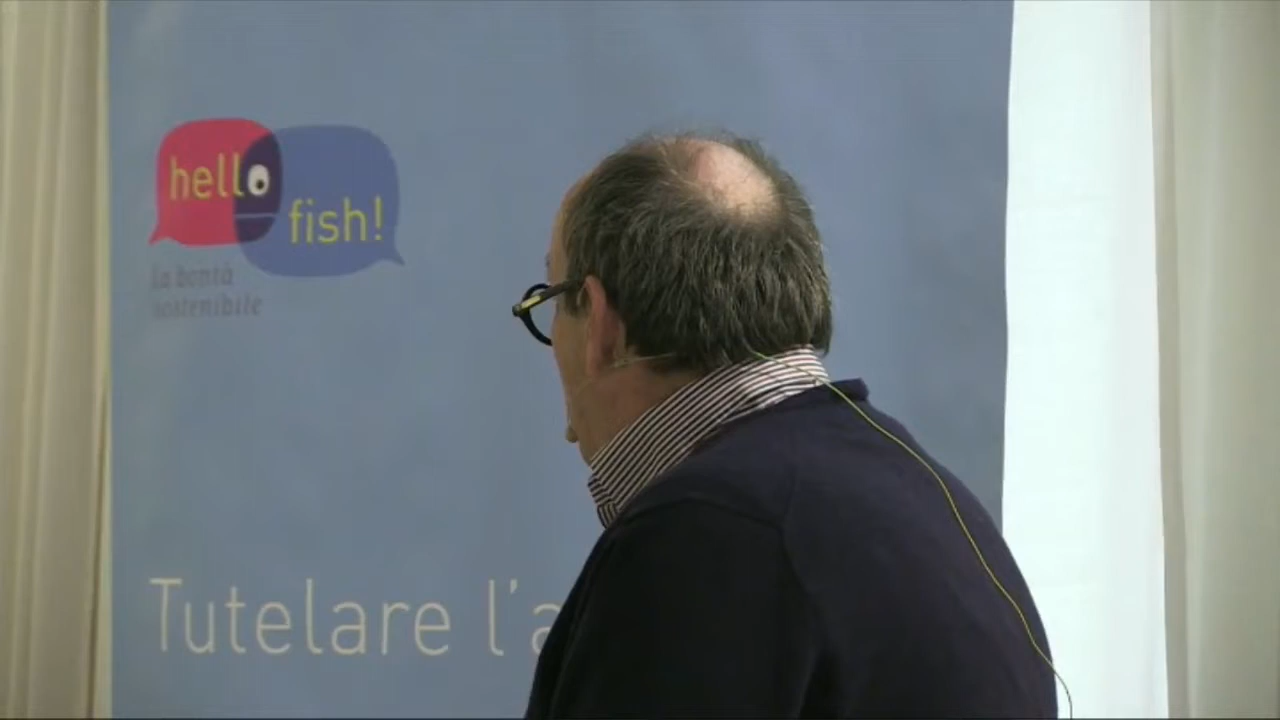 hello
fish!
la bontà
sostenibile
Tutelare l'a